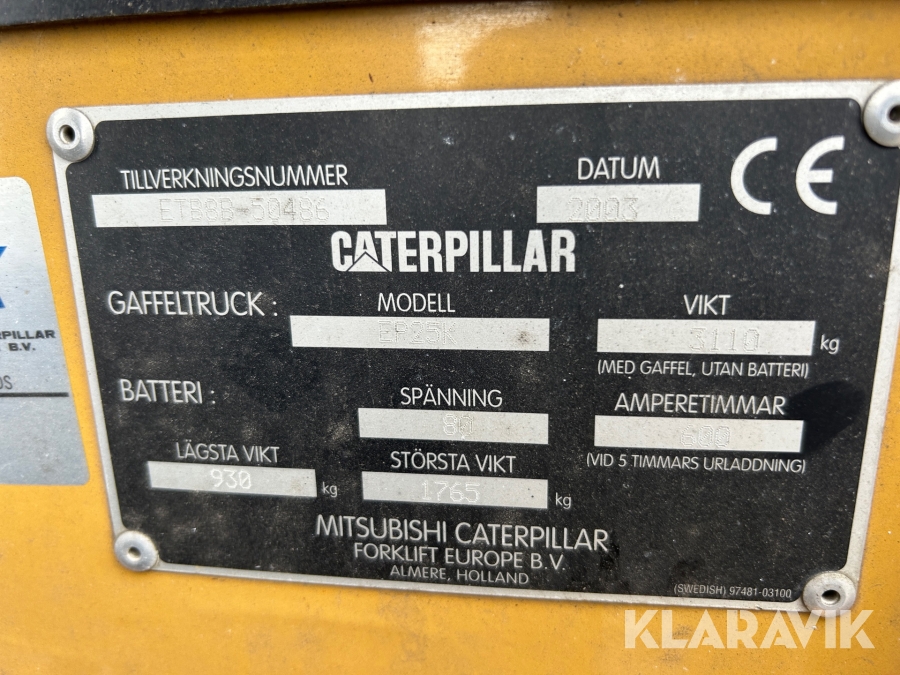 TILLVERKNINGSNUMMER
DATUM
CE
ETB8B-50486
2003
CATERPILLAR
GAFFELTRUCK :
MODELL
VIKT
EP25K
3110 kg
(MED GAFFEL, UTAN BATTERI)
BATTERI :
SPÄNNING
AMPERETIMMAR
80
600
(VID 5 TIMMARS URLADDNING)
LÄGSTA VIKT
STÖRSTA VIKT
930 kg
1765 kg
MITSUBISHI CATERPILLAR
FORKLIFT EUROPE B.V.
ALMERE, HOLLAND
(SWEDISH) 97481-03100
RPILLAR
B.V.
KLARAVIK